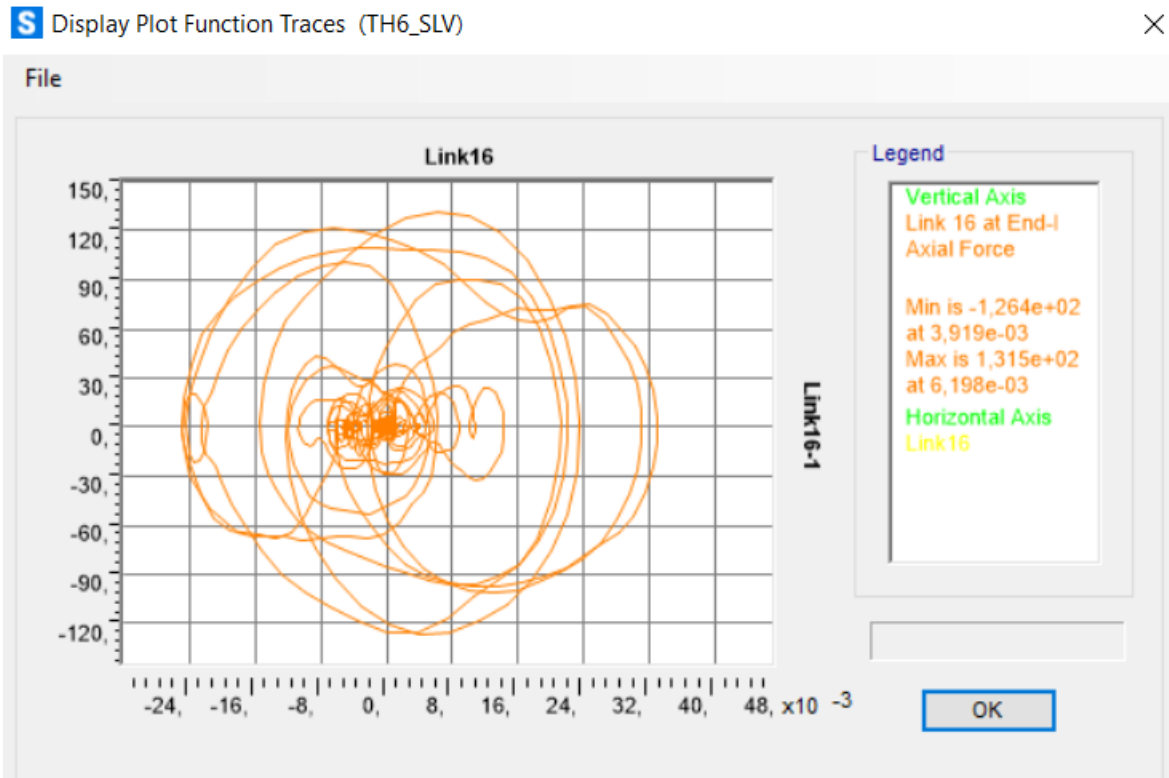 S Display Plot Function Traces (TH6_SLV)
File
Link16
150,
120,
90,
60,
30,
0,
-30,
-60,
-90,
-120,
-24, -16, -8, 0, 8, 16, 24, 32, 40, 48, x10 -3
Link16-1
Legend
Vertical Axis
Link 16 at End-I
Axial Force
Min is -1,264e+02
at 3,919e-03
Max is 1,315e+02
at 6,198e-03
Horizontal Axis
Link16
OK